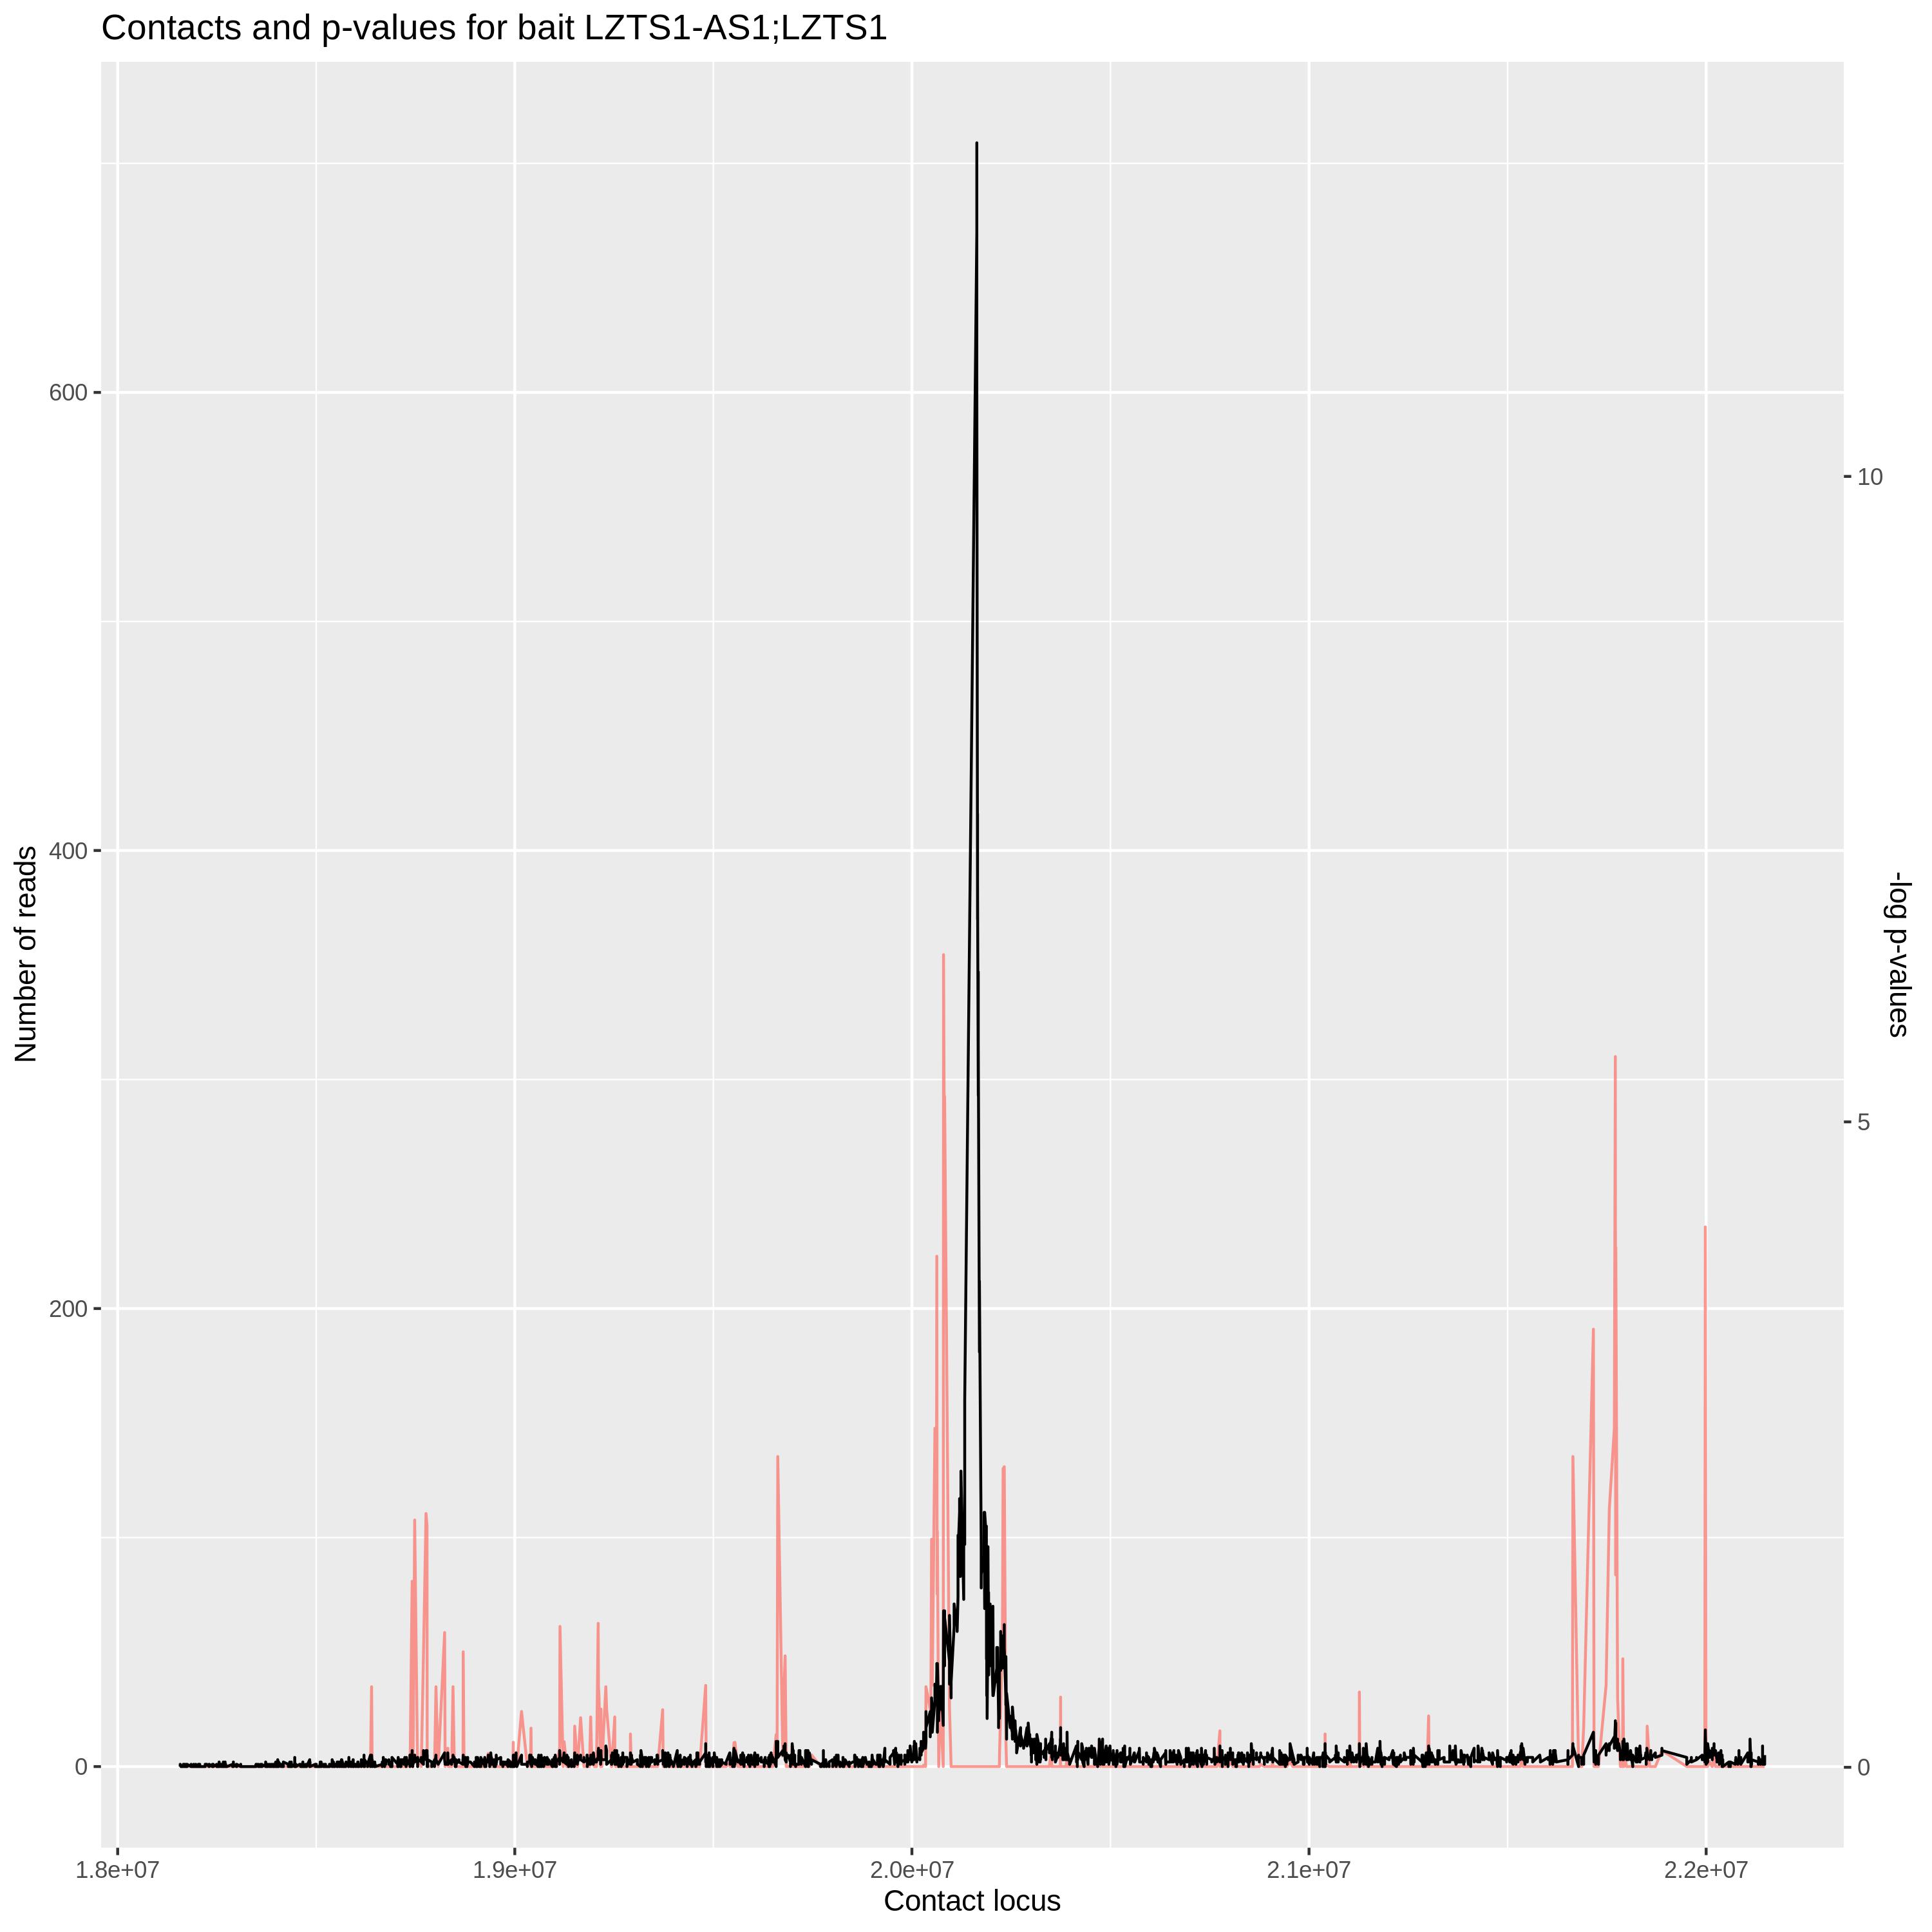 Contacts and p-values for bait LZTS1-AS1;LZTS1
Number of reads
600
400
200
0
10
5
0
-log p-values
1.8e+07
1.9e+07
2.0e+07
2.1e+07
2.2e+07
Contact locus